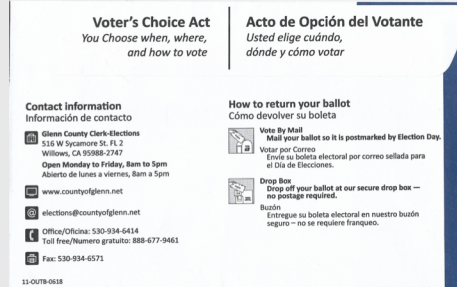 Voter's Choice Act
You Choose when, where,
and how to vote
Acto de Opción del Votante
Usted elige cuándo,
dónde y cómo votar
Contact information
Información de contacto
Glenn County Clerk-Elections
516 W Sycamore St. FL 2
Willows, CA 95988-2747
Open Monday to Friday, 8am to 5pm
Abierto de lunes a viernes, 8am a 5pm
www.countyofglenn.net
elections@countyofglenn.net
Office/Oficina: 530-934-6414
Toll free/Numero gratuito: 888-677-9461
Fax: 530-934-6571
11-OUTB-0618
How to return your ballot
Cómo devolver su boleta
Vote By Mail
Mail your ballot so it is postmarked by Election Day.
Votar por Correo
Envíe su boleta electoral por correo sellada para
el Día de Elecciones.
Drop Box
Drop off your ballot at our secure drop box —
no postage required.
Buzón
Entregue su boleta electoral en nuestro buzón
seguro – no se requiere franqueo.